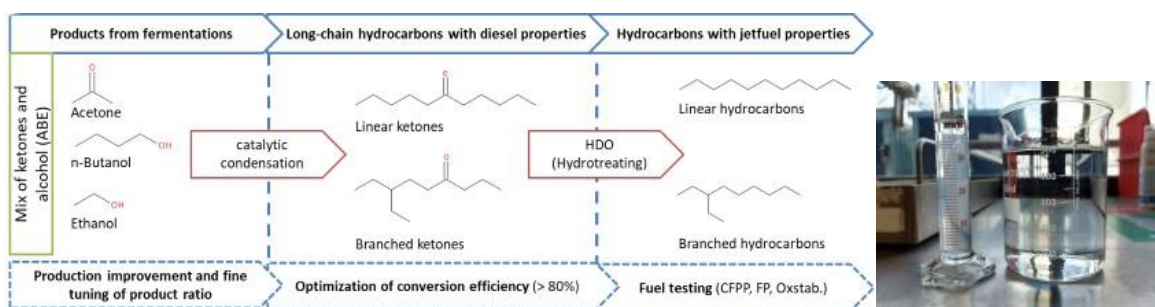 Products from fermentations
Long-chain hydrocarbons with diesel properties
Hydrocarbons with jetfuel properties
Mix of ketones and
alcohol (ABE)
O
Acetone
OH
n-Butanol
OH
Ethanol
catalytic
condensation
O
Linear ketones
O
Branched ketones
HDO
(Hydrotreating)
Linear hydrocarbons
Branched hydrocarbons
Production improvement and fine
tuning of product ratio
Optimization of conversion efficiency (> 80%)
Fuel testing (CFPP, FP, Oxstab.)